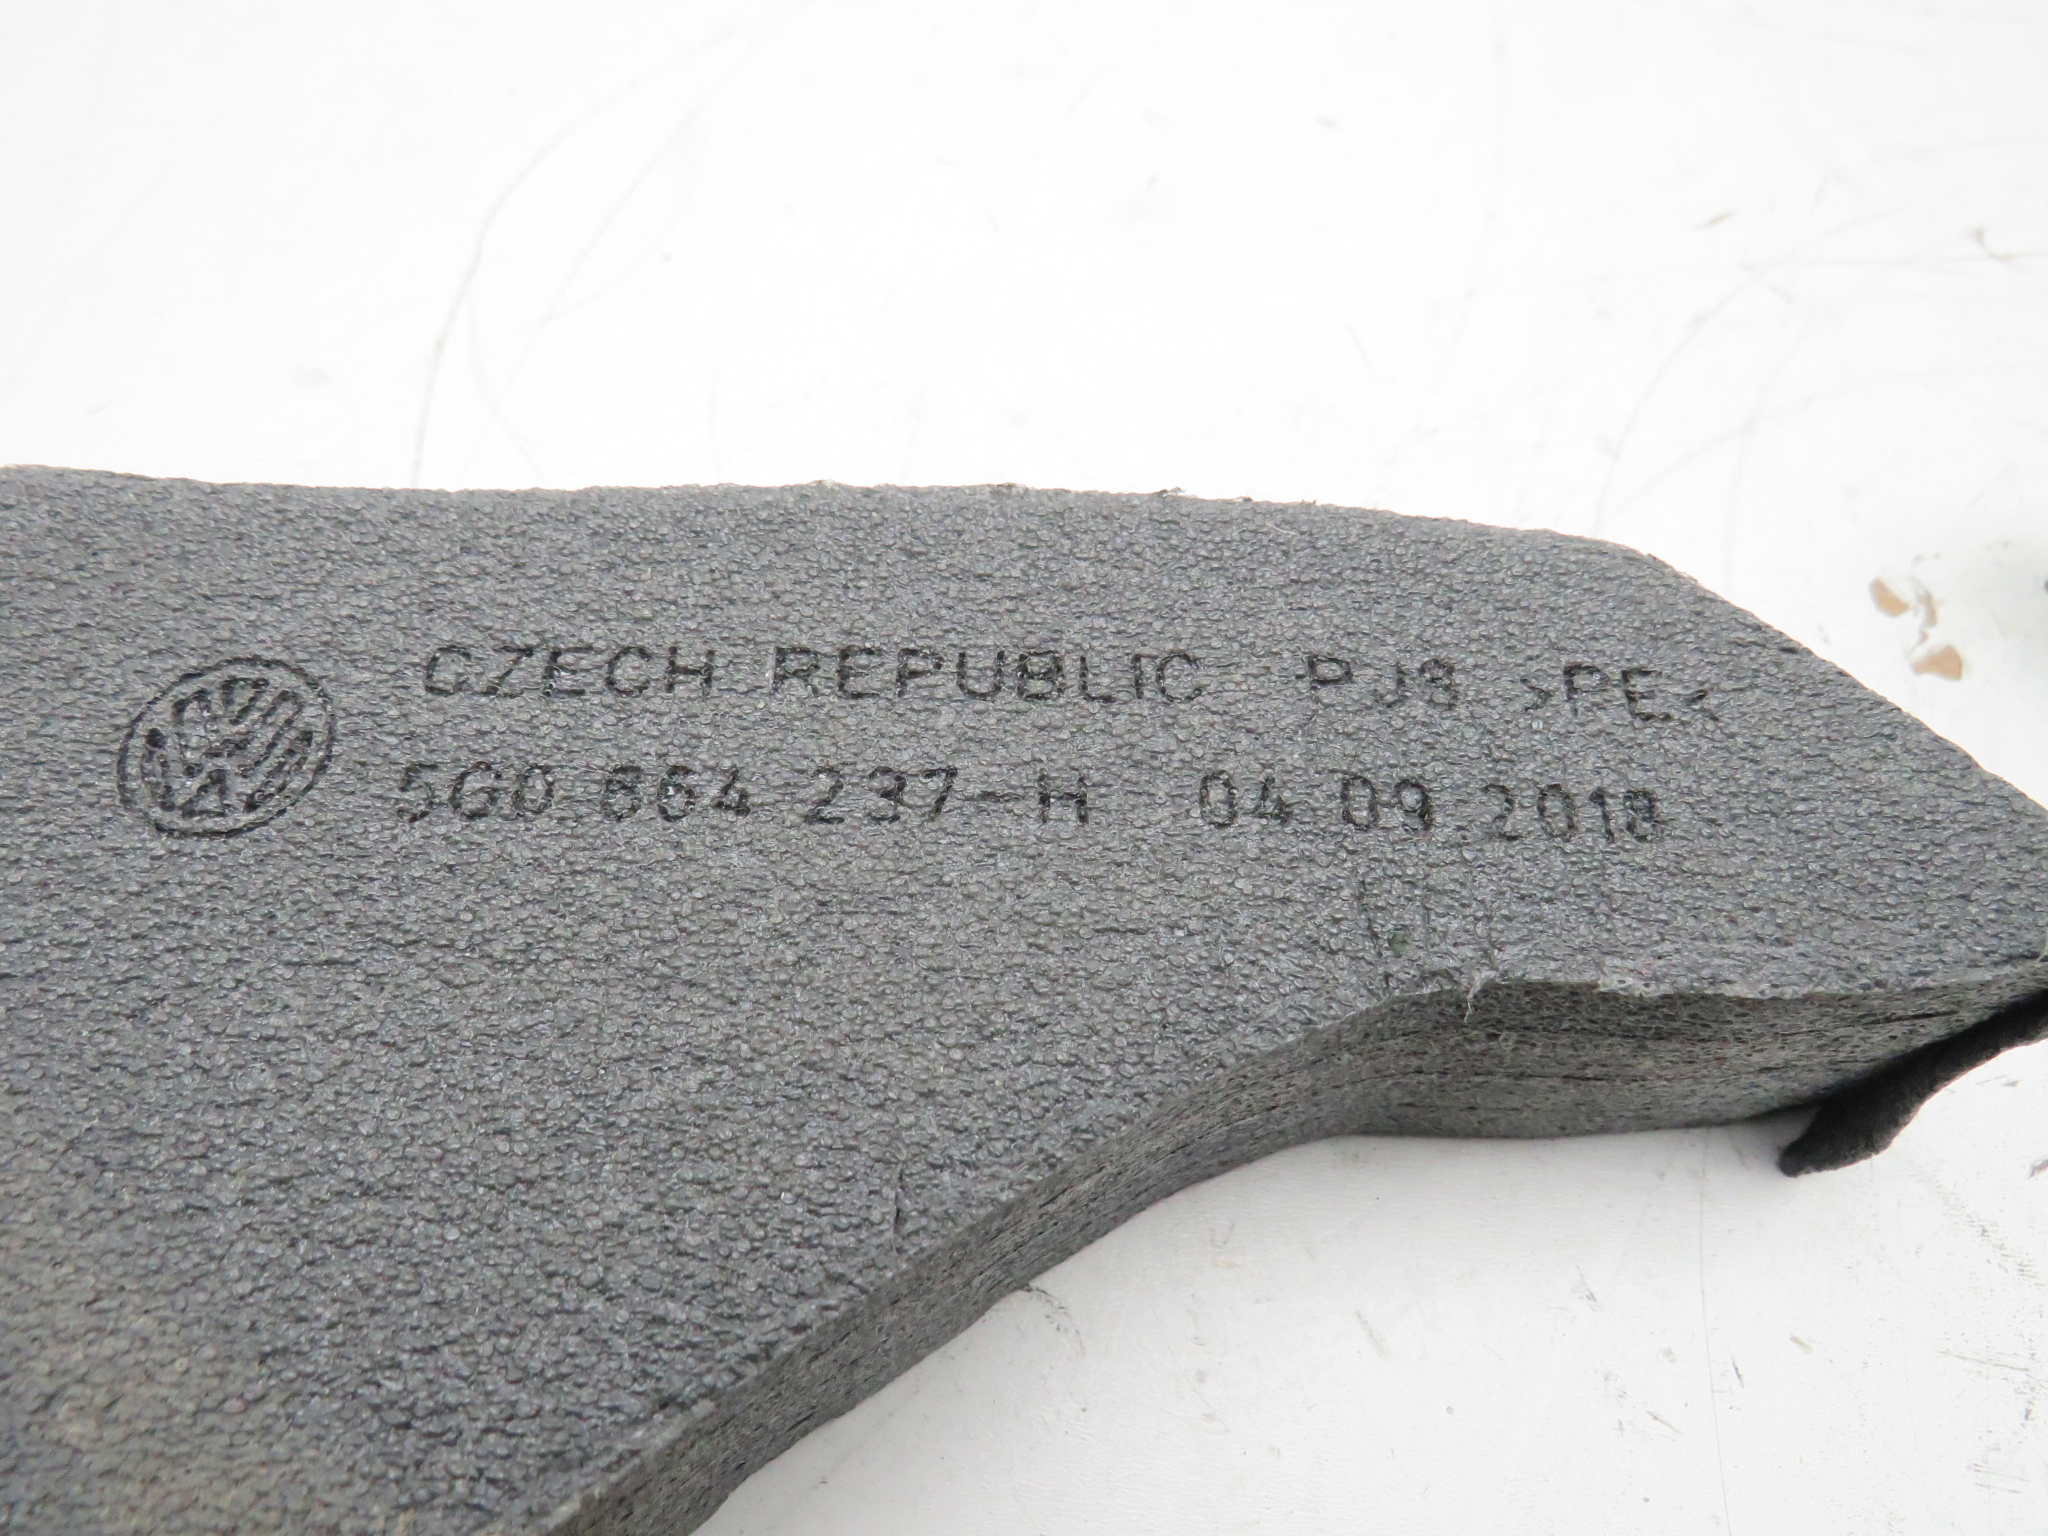 CZECH REPUBLIC PJ8 >PE<
5G0 864 237-H 04.09.2018